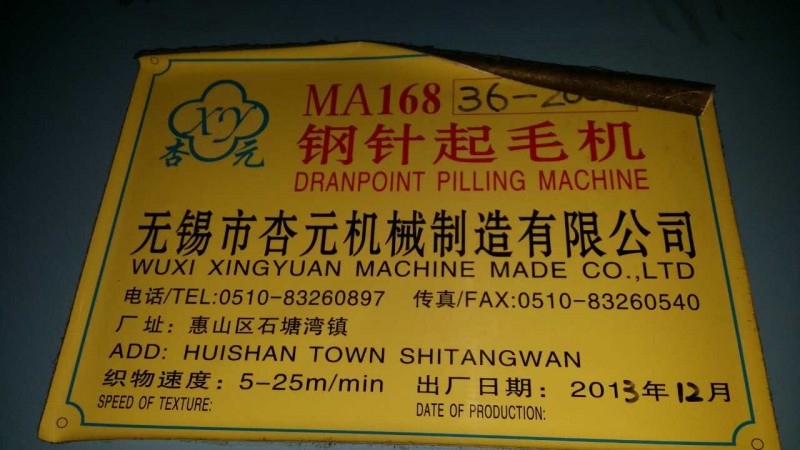 XY
杏元
MA168 36-20
钢针起毛机
DRANPOINT PILLING MACHINE
无锡市杏元机械制造有限公司
WUXI XINGYUAN MACHINE MADE CO.,LTD
电话/TEL:0510-83260897 传真/FAX:0510-83260540
厂 址: 惠山区石塘湾镇
ADD: HUISHAN TOWN SHITANGWAN
织物速度: 5-25m/min 出厂日期: 2013年12月
SPEED OF TEXTURE: DATE OF PRODUCTION: